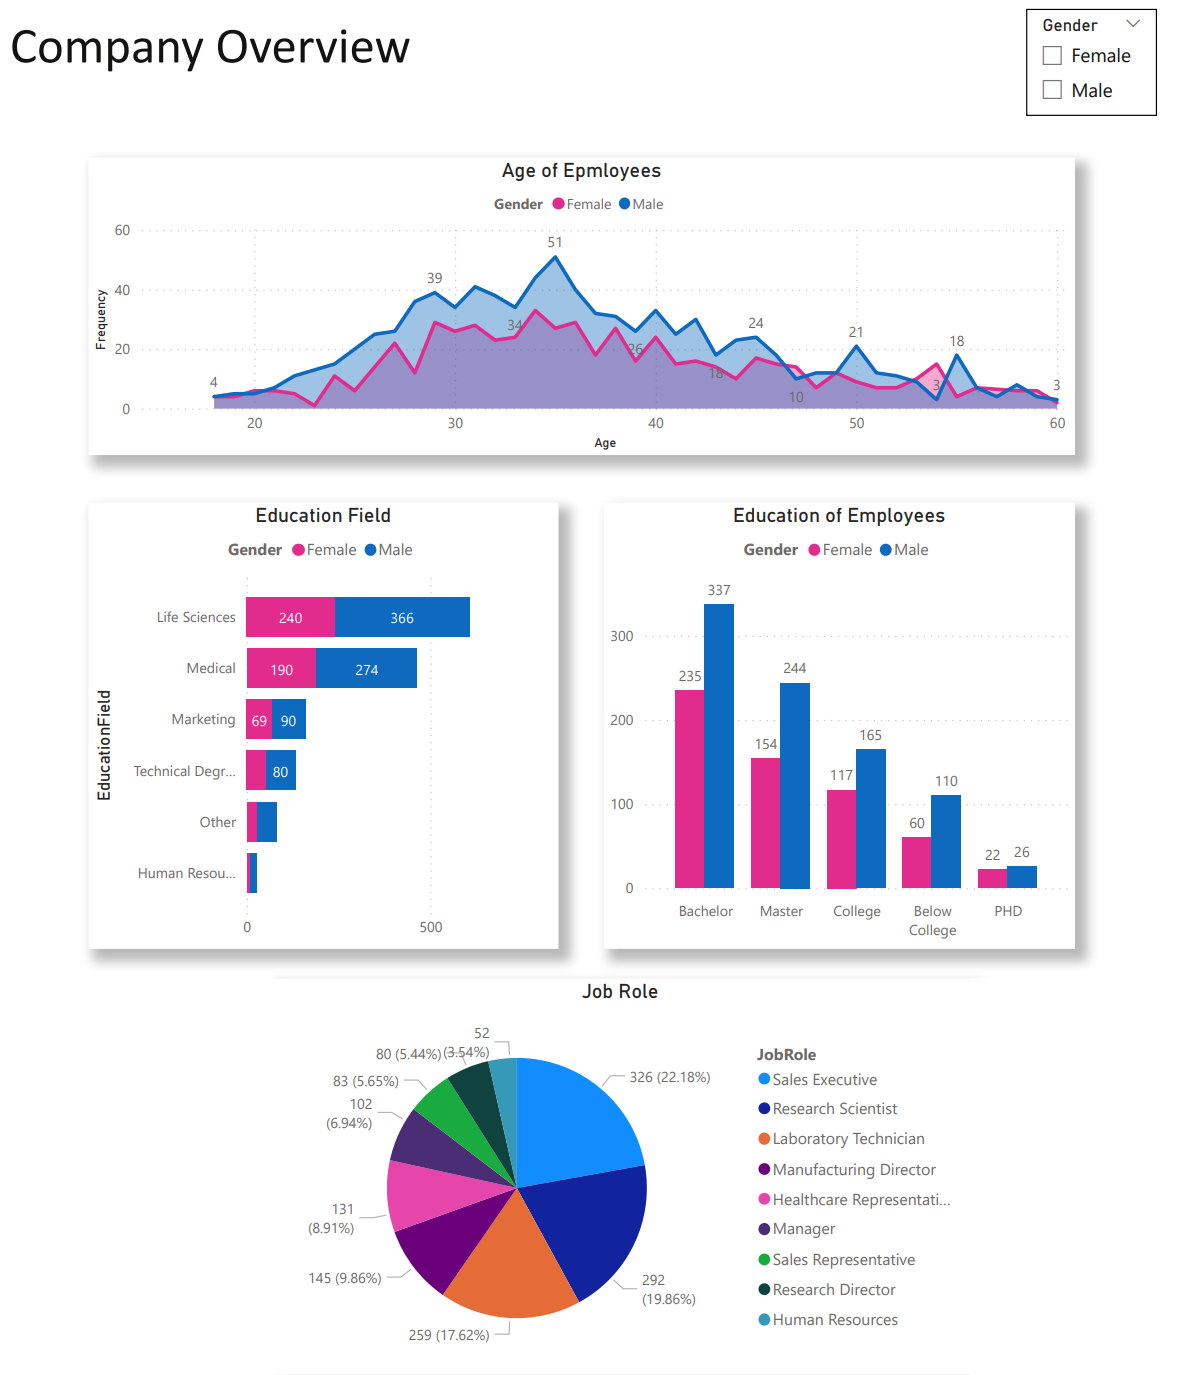 Company Overview
Gender
Female
Male
Age of Epmloyees
Gender Female Male
Frequency
60
40
20
0
4
39
34
51
26
18
24
10
21
3
18
3
20 30 40 50 60
Age
Education Field
Gender Female Male
EducationField
Life Sciences 240 366
Medical 190 274
Marketing 69 90
Technical Degr... 80
Other
Human Resou...
0 500
Education of Employees
Gender Female Male
300
200
100
0
235 337
154 244
117 165
60 110
22 26
Bachelor Master College Below College PHD
Job Role
52
(3.54%)
80 (5.44%)
83 (5.65%)
102
(6.94%)
131
(8.91%)
145 (9.86%)
259 (17.62%)
292
(19.86%)
326 (22.18%)
JobRole
Sales Executive
Research Scientist
Laboratory Technician
Manufacturing Director
Healthcare Representati...
Manager
Sales Representative
Research Director
Human Resources